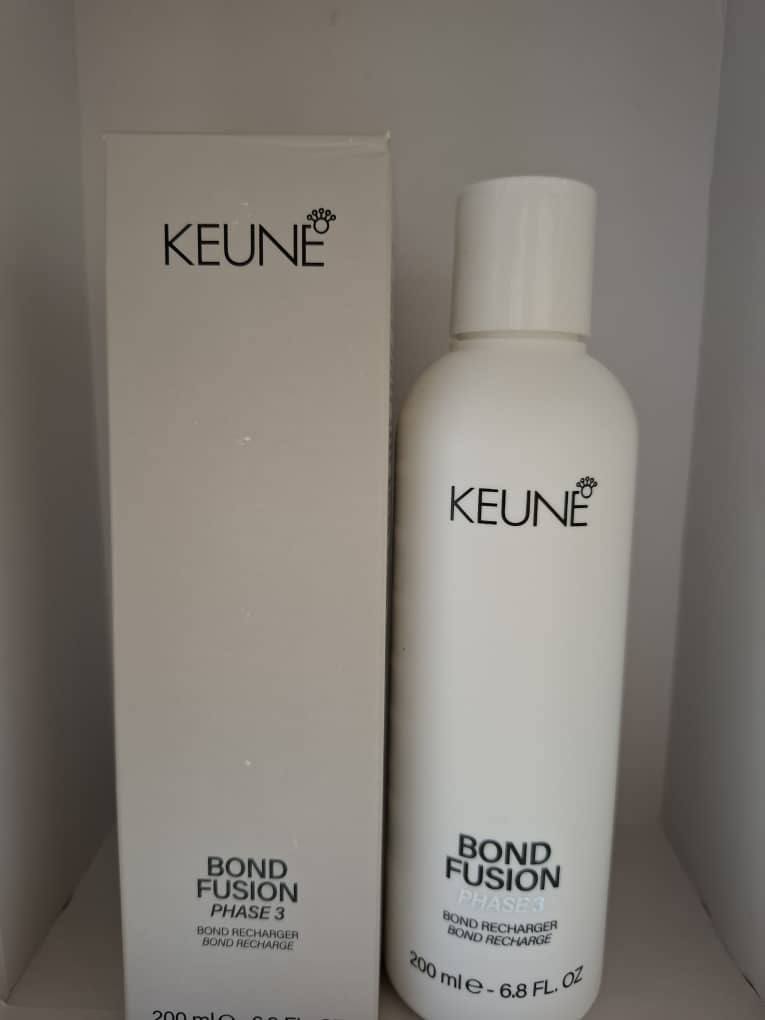 KEUNE
BOND
FUSION
PHASE 3
BOND RECHARGER
BOND RECHARGE
KEUNE
BOND
FUSION
PHASE 3
BOND RECHARGER
BOND RECHARGE
200 ml e - 6.8 FL. OZ